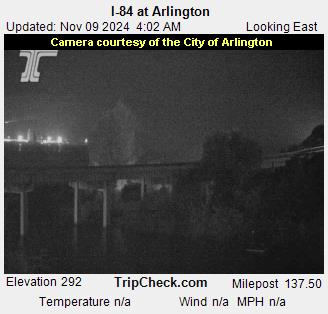 I-84 at Arlington
Updated: Nov 09 2024 4:02 AM Looking East
Camera courtesy of the City of Arlington
Elevation 292 TripCheck.com Milepost 137.50
Temperature n/a Wind n/a MPH n/a